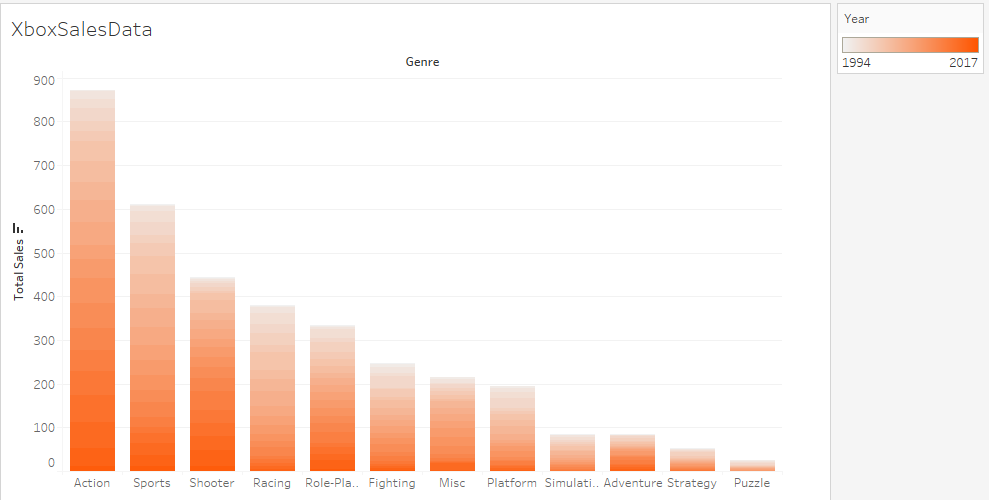 XboxSalesData
Year
1994 2017
Genre
Total Sales
900
800
700
600
500
400
300
200
100
0
Action Sports Shooter Racing Role-Pla.. Fighting Misc Platform Simulati.. Adventure Strategy Puzzle